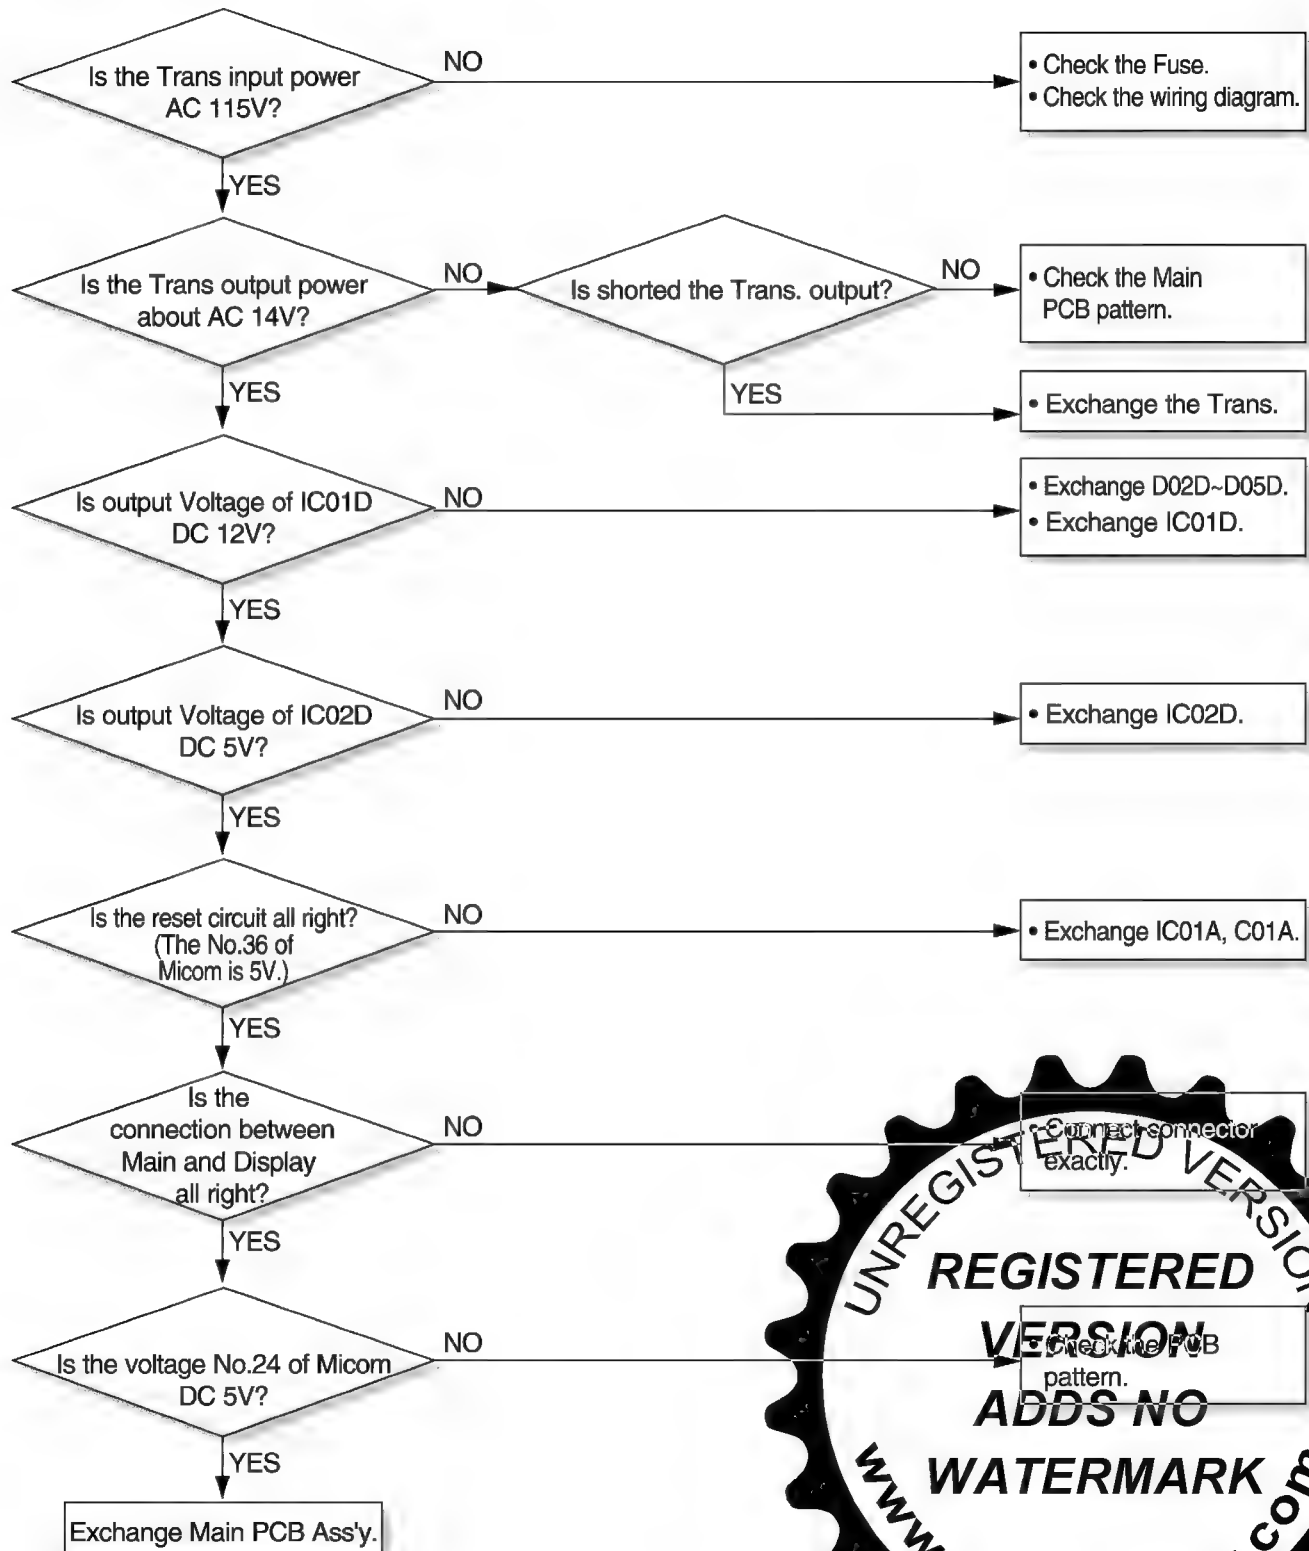 Is the Trans input power
AC 115V?
NO
• Check the Fuse.
• Check the wiring diagram.
YES
Is the Trans output power
about AC 14V?
NO
Is shorted the Trans. output?
NO
• Check the Main
PCB pattern.
YES
YES
• Exchange the Trans.
Is output Voltage of IC01D
DC 12V?
NO
• Exchange D02D~D05D.
• Exchange IC01D.
YES
Is output Voltage of IC02D
DC 5V?
NO
• Exchange IC02D.
YES
Is the reset circuit all right?
(The No.36 of
Micom is 5V.)
NO
• Exchange IC01A, C01A.
YES
Is the
connection between
Main and Display
all right?
NO
• Connect connector
exactly.
YES
Is the voltage No.24 of Micom
DC 5V?
NO
• Check the PCB
pattern.
YES
Exchange Main PCB Ass'y.
UNREGISTERED VERSION
REGISTERED
VERSION
ADDS NO
WATERMARK